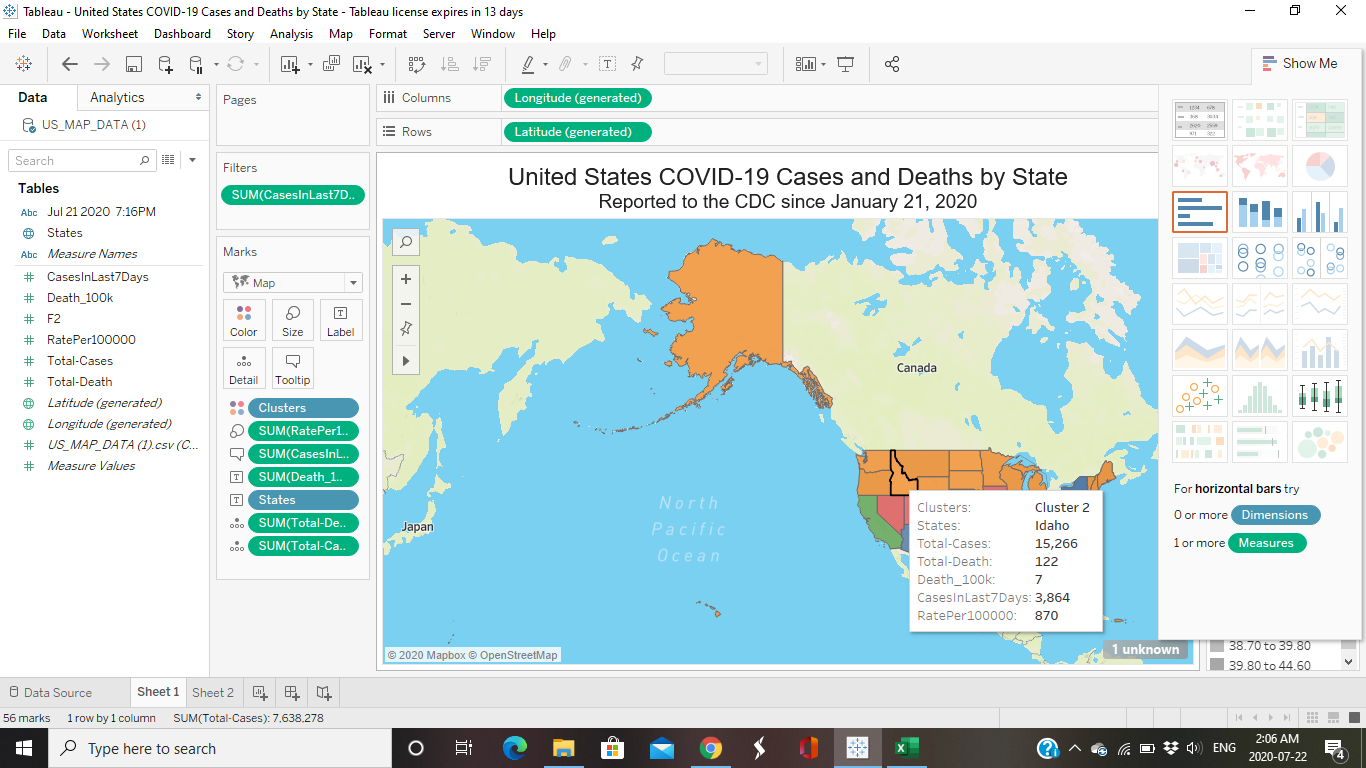 Tableau - United States COVID-19 Cases and Deaths by State - Tableau license expires in 13 days
File Data Worksheet Dashboard Story Analysis Map Format Server Window Help
Show Me
Data Analytics
US_MAP_DATA (1)
Search
Tables
Abc Jul 21 2020 7:16PM
States
Abc Measure Names
CasesInLast7Days
Death_100k
F2
RatePer100000
Total-Cases
Total-Death
Latitude (generated)
Longitude (generated)
US_MAP_DATA (1).csv (C...
Measure Values
Pages
Filters
SUM(CasesInLast7D..
Marks
Map
Color Size Label
Detail Tooltip
Clusters
SUM(RatePer1..
SUM(CasesInL..
SUM(Death_1..
States
SUM(Total-De..
SUM(Total-Ca..
Columns Longitude (generated)
Rows Latitude (generated)
United States COVID-19 Cases and Deaths by State
Reported to the CDC since January 21, 2020
Canada
Japan
North
Pacific
Ocean
Clusters: Cluster 2
States: Idaho
Total-Cases: 15,266
Total-Death: 122
Death_100k: 7
CasesInLast7Days: 3,864
RatePer100000: 870
© 2020 Mapbox © OpenStreetMap
1 unknown
For horizontal bars try
0 or more Dimensions
1 or more Measures
38.70 to 39.80
39.80 to 44.60
Data Source Sheet 1 Sheet 2
56 marks 1 row by 1 column SUM(Total-Cases): 7,638,278
Type here to search
ENG
2:06 AM
2020-07-22
4